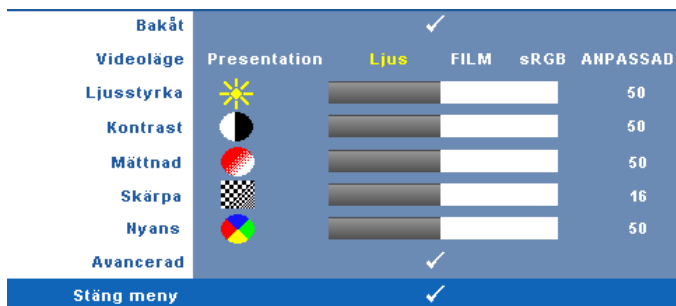 Bakåt
Videoläge Presentation Ljus FILM sRGB ANPASSAD
Ljusstyrka 50
Kontrast 50
Mättnad 50
Skärpa 16
Nyans 50
Avancerad
Stäng meny